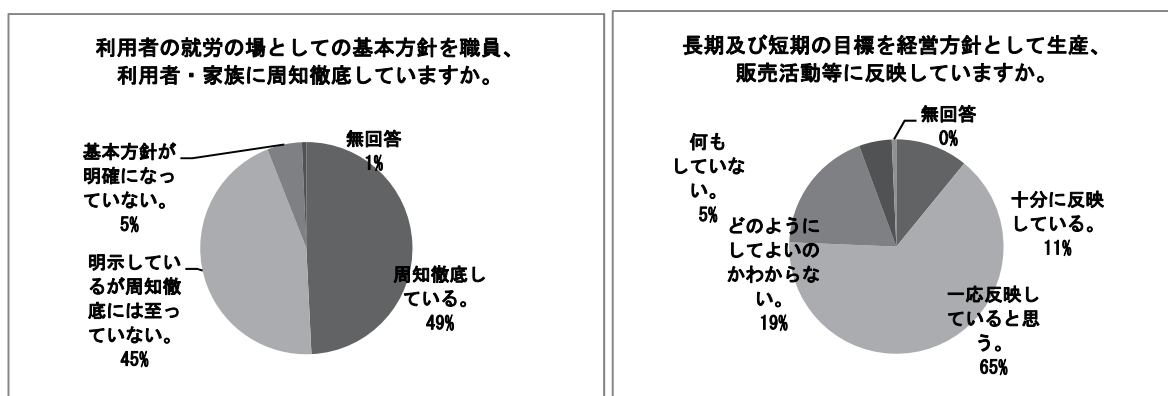 利用者の就労の場としての基本方針を職員、
利用者・家族に周知徹底していますか。
無回答
1%
基本方針が
明確になっ
ていない。
5%
明示してい
るが周知徹
底には至っ
ていない。
45%
周知徹底し
ている。
49%
長期及び短期の目標を経営方針として生産、
販売活動等に反映していますか。
無回答
0%
何も
していな
い。
5%
どのように
してよいの
かわからな
い。
19%
十分に反映
している。
11%
一応反映し
ていると思
う。
65%